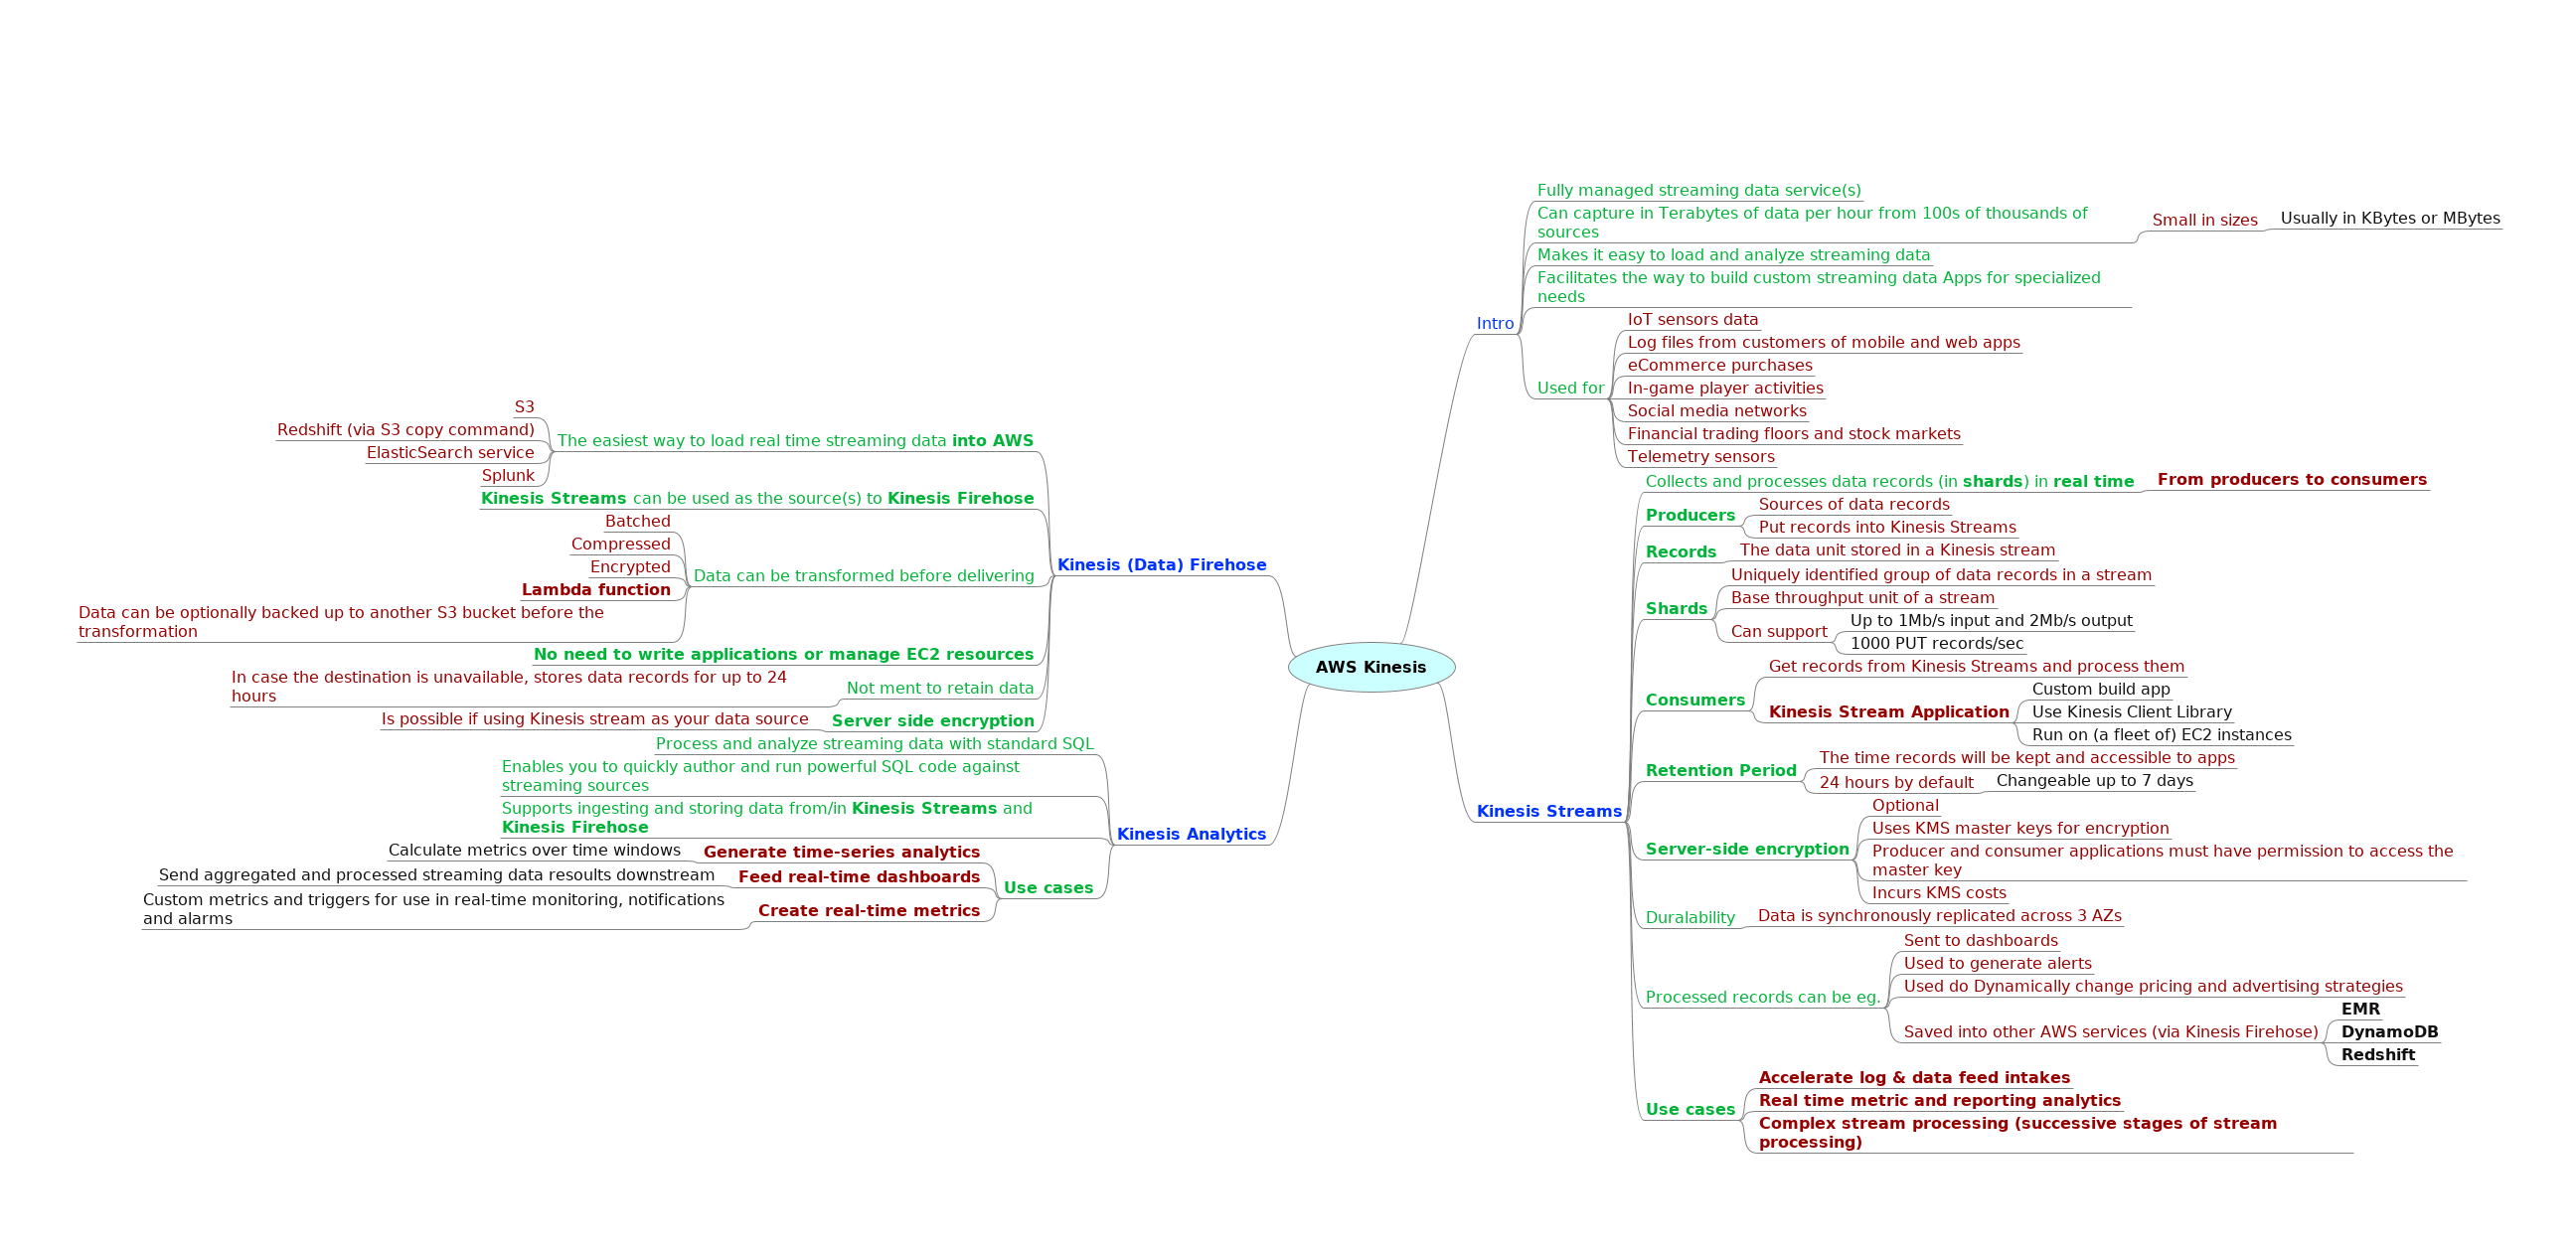 AWS Kinesis
Intro
Fully managed streaming data service(s)
Can capture in Terabytes of data per hour from 100s of thousands of
sources
Small in sizes
Usually in KBytes or MBytes
Makes it easy to load and analyze streaming data
Facilitates the way to build custom streaming data Apps for specialized
needs
Used for
IoT sensors data
Log files from customers of mobile and web apps
eCommerce purchases
In-game player activities
Social media networks
Financial trading floors and stock markets
Telemetry sensors
Kinesis Streams
Collects and processes data records (in shards) in real time
From producers to consumers
Producers
Sources of data records
Put records into Kinesis Streams
Records
The data unit stored in a Kinesis stream
Shards
Uniquely identified group of data records in a stream
Base throughput unit of a stream
Can support
Up to 1Mb/s input and 2Mb/s output
1000 PUT records/sec
Consumers
Get records from Kinesis Streams and process them
Kinesis Stream Application
Custom build app
Use Kinesis Client Library
Run on (a fleet of) EC2 instances
Retention Period
The time records will be kept and accessible to apps
24 hours by default
Changeable up to 7 days
Server-side encryption
Optional
Uses KMS master keys for encryption
Producer and consumer applications must have permission to access the
master key
Incurs KMS costs
Duralability
Data is synchronously replicated across 3 AZs
Processed records can be eg.
Sent to dashboards
Used to generate alerts
Used do Dynamically change pricing and advertising strategies
Saved into other AWS services (via Kinesis Firehose)
EMR
DynamoDB
Redshift
Use cases
Accelerate log & data feed intakes
Real time metric and reporting analytics
Complex stream processing (successive stages of stream
processing)
Kinesis (Data) Firehose
The easiest way to load real time streaming data into AWS
S3
Redshift (via S3 copy command)
ElasticSearch service
Splunk
Kinesis Streams can be used as the source(s) to Kinesis Firehose
Data can be transformed before delivering
Batched
Compressed
Encrypted
Lambda function
Data can be optionally backed up to another S3 bucket before the
transformation
No need to write applications or manage EC2 resources
Not ment to retain data
In case the destination is unavailable, stores data records for up to 24
hours
Server side encryption
Is possible if using Kinesis stream as your data source
Kinesis Analytics
Process and analyze streaming data with standard SQL
Enables you to quickly author and run powerful SQL code against
streaming sources
Supports ingesting and storing data from/in Kinesis Streams and
Kinesis Firehose
Use cases
Generate time-series analytics
Calculate metrics over time windows
Feed real-time dashboards
Send aggregated and processed streaming data resoults downstream
Create real-time metrics
Custom metrics and triggers for use in real-time monitoring, notifications
and alarms